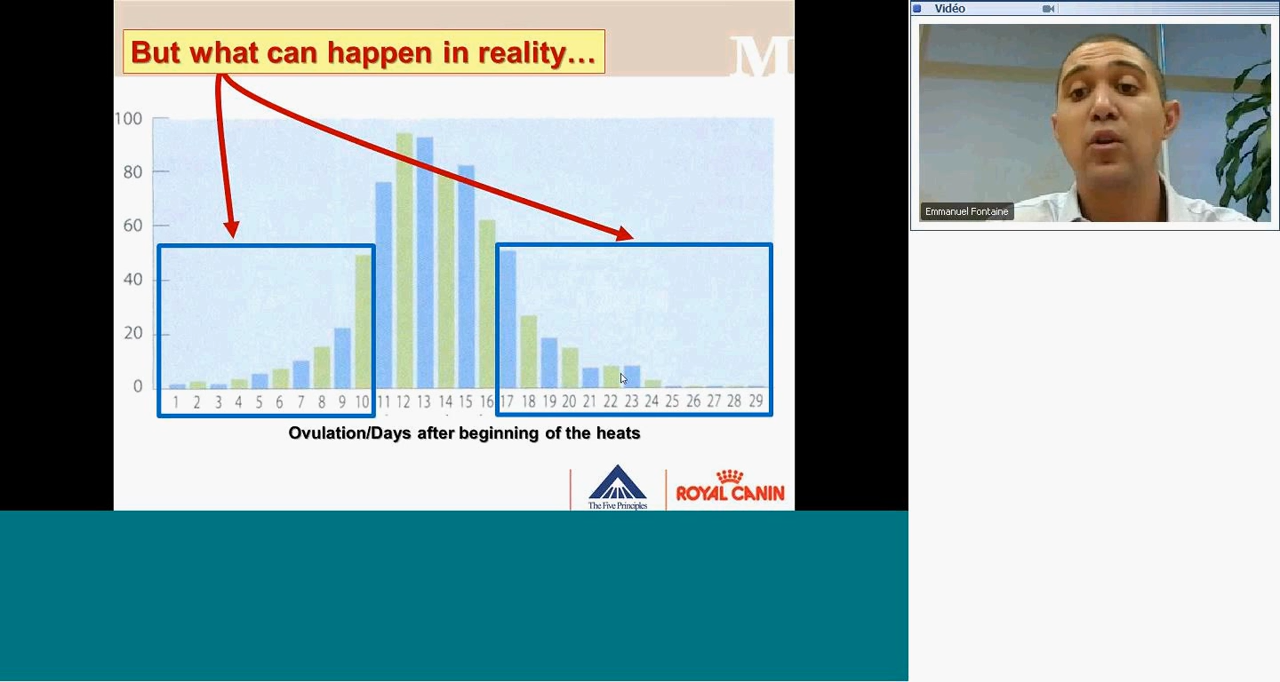 But what can happen in reality...
M
100
80
60
40
20
0
1 2 3 4 5 6 7 8 9 10 11 12 13 14 15 16 17 18 19 20 21 22 23 24 25 26 27 28 29
Ovulation/Days after beginning of the heats
The Five Principles
ROYAL CANIN
Vidéo
Emmanuel Fontaine